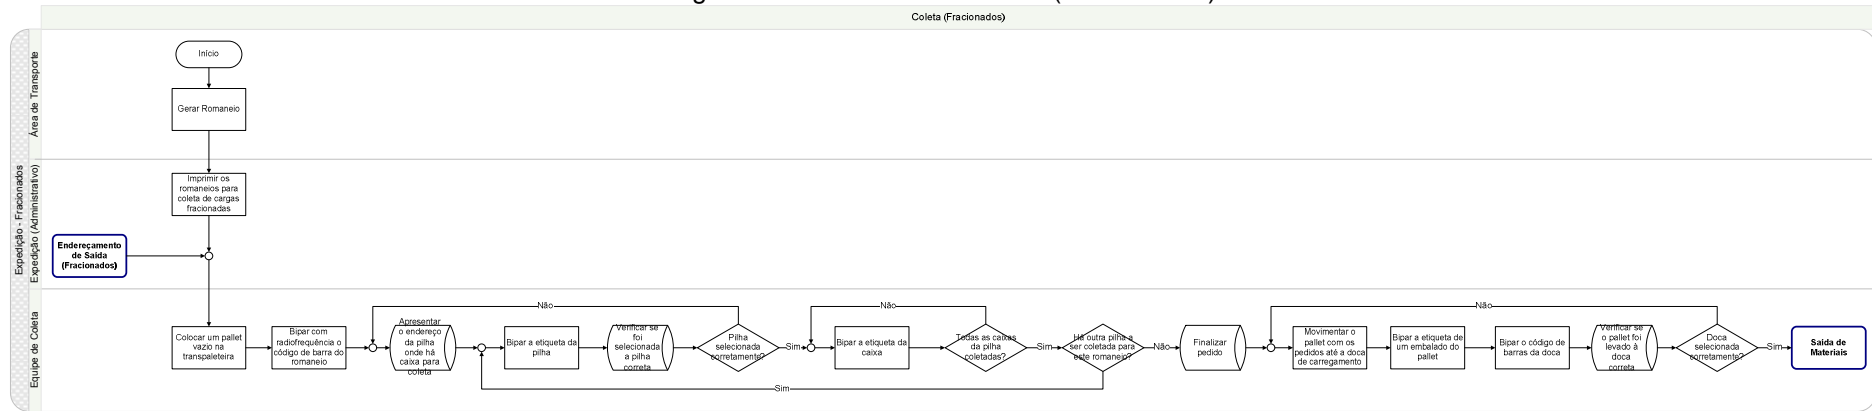 Coleta (Fracionados)
Expedição - Fracionados
Área de Transporte
Início
Gerar Romaneio
Expedição (Administrativo)
Imprimir os
romaneios para
coleta de cargas
fracionadas
Endereçamento
de Saída
(Fracionados)
Equipe de Coleta
Colocar um pallet
vazio na
transpaleteira
Bipar com
radiofrequência o
código de barra do
romaneio
Apresentar
o endereço
da pilha
onde há
caixa para
coleta
Bipar a etiqueta da
pilha
Verificar se
foi
selecionada
a pilha
correta
Pilha
selecionada
corretamente?
Não
Sim
Bipar a etiqueta da
caixa
Todas as caixas
da pilha
coletadas?
Não
Sim
Há outra pilha a
ser coletada para
este romaneio?
Sim
Não
Finalizar
pedido
Movimentar o
pallet com os
pedidos até a doca
de carregamento
Bipar a etiqueta de
um embalado do
pallet
Bipar o código de
barras da doca
Verificar se
o pallet foi
levado à
doca
correta
Doca
selecionada
corretamente?
Não
Sim
Saída de
Materiais